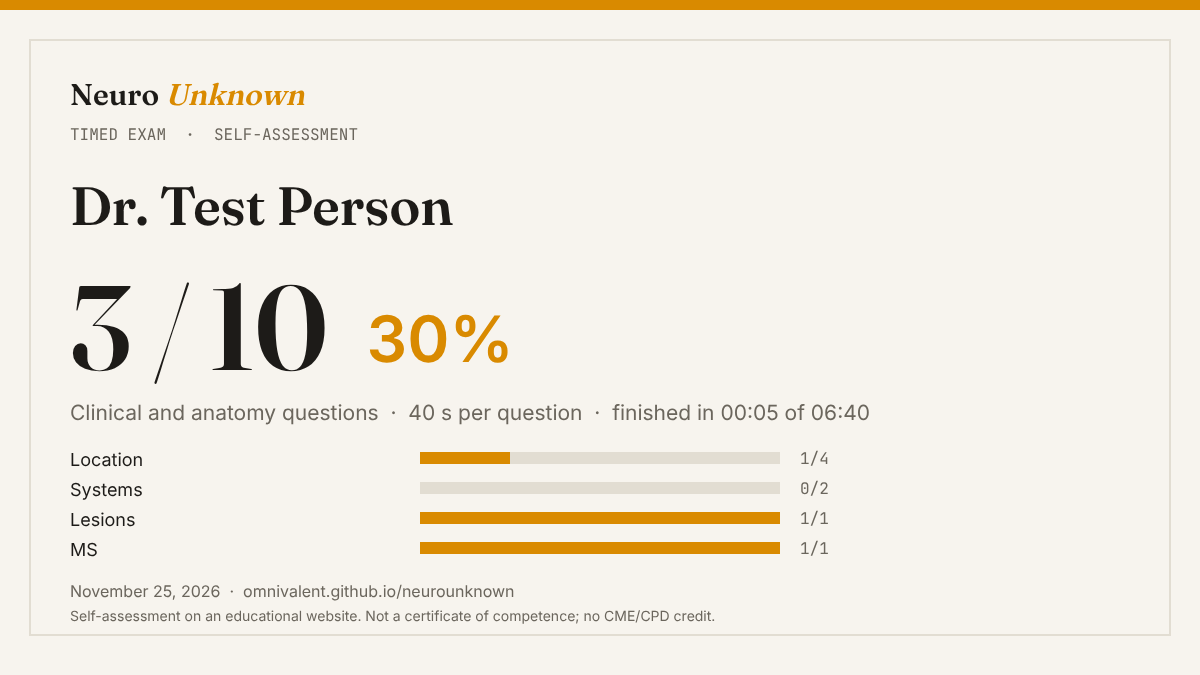 Neuro Unknown
TIMED EXAM · SELF-ASSESSMENT
Dr. Test Person
3 / 10 30%
Clinical and anatomy questions · 40 s per question · finished in 00:05 of 06:40
Location 1/4
Systems 0/2
Lesions 1/1
MS 1/1
November 25, 2026 · omnivalent.github.io/neurounknown
Self-assessment on an educational website. Not a certificate of competence; no CME/CPD credit.